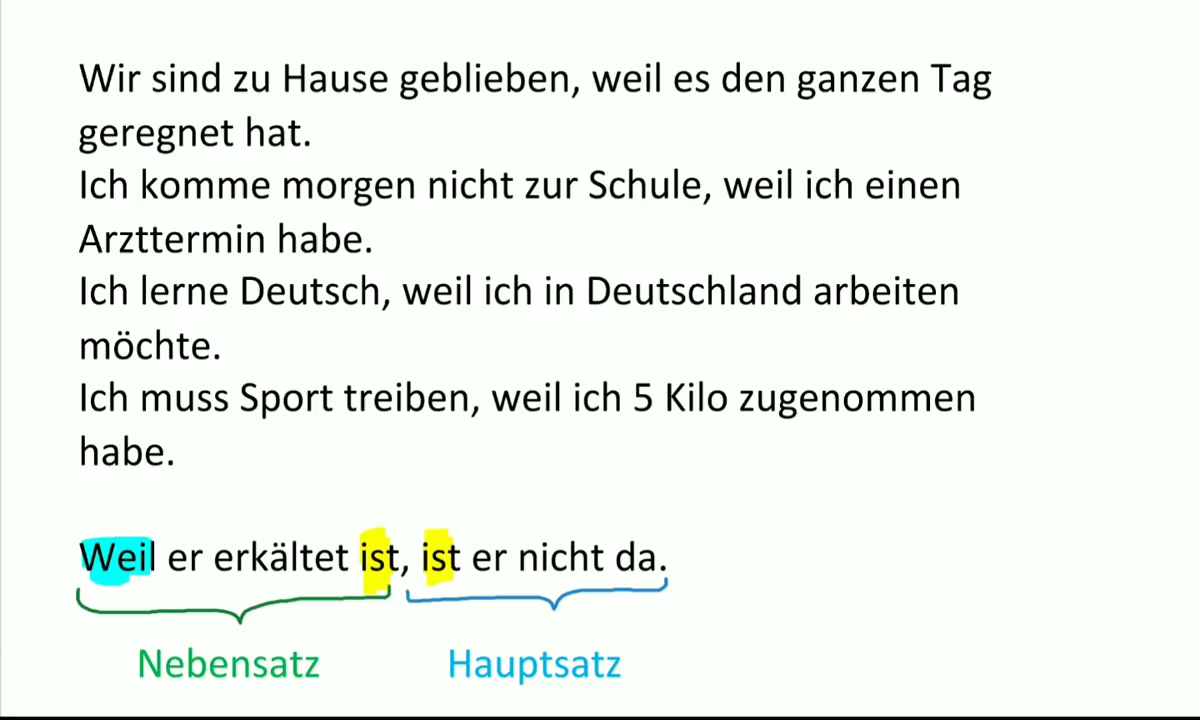 Wir sind zu Hause geblieben, weil es den ganzen Tag
geregnet hat.
Ich komme morgen nicht zur Schule, weil ich einen
Arzttermin habe.
Ich lerne Deutsch, weil ich in Deutschland arbeiten
möchte.
Ich muss Sport treiben, weil ich 5 Kilo zugenommen
habe.
Weil er erkältet ist, ist er nicht da.
Nebensatz Hauptsatz